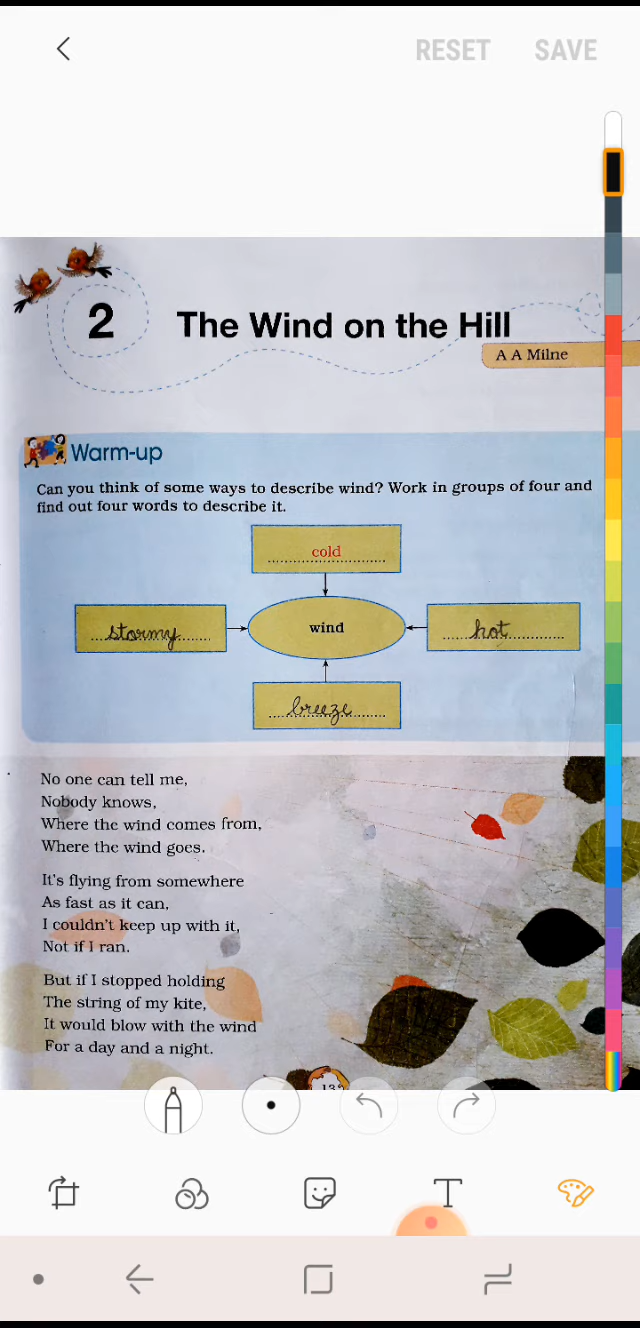 RESET SAVE
2 The Wind on the Hill
A A Milne
Warm-up
Can you think of some ways to describe wind? Work in groups of four and
find out four words to describe it.
cold
stormy wind hot
breeze
No one can tell me,
Nobody knows,
Where the wind comes from,
Where the wind goes.
It's flying from somewhere
As fast as it can,
I couldn't keep up with it,
Not if I ran.
But if I stopped holding
The string of my kite,
It would blow with the wind
For a day and a night.
13
T